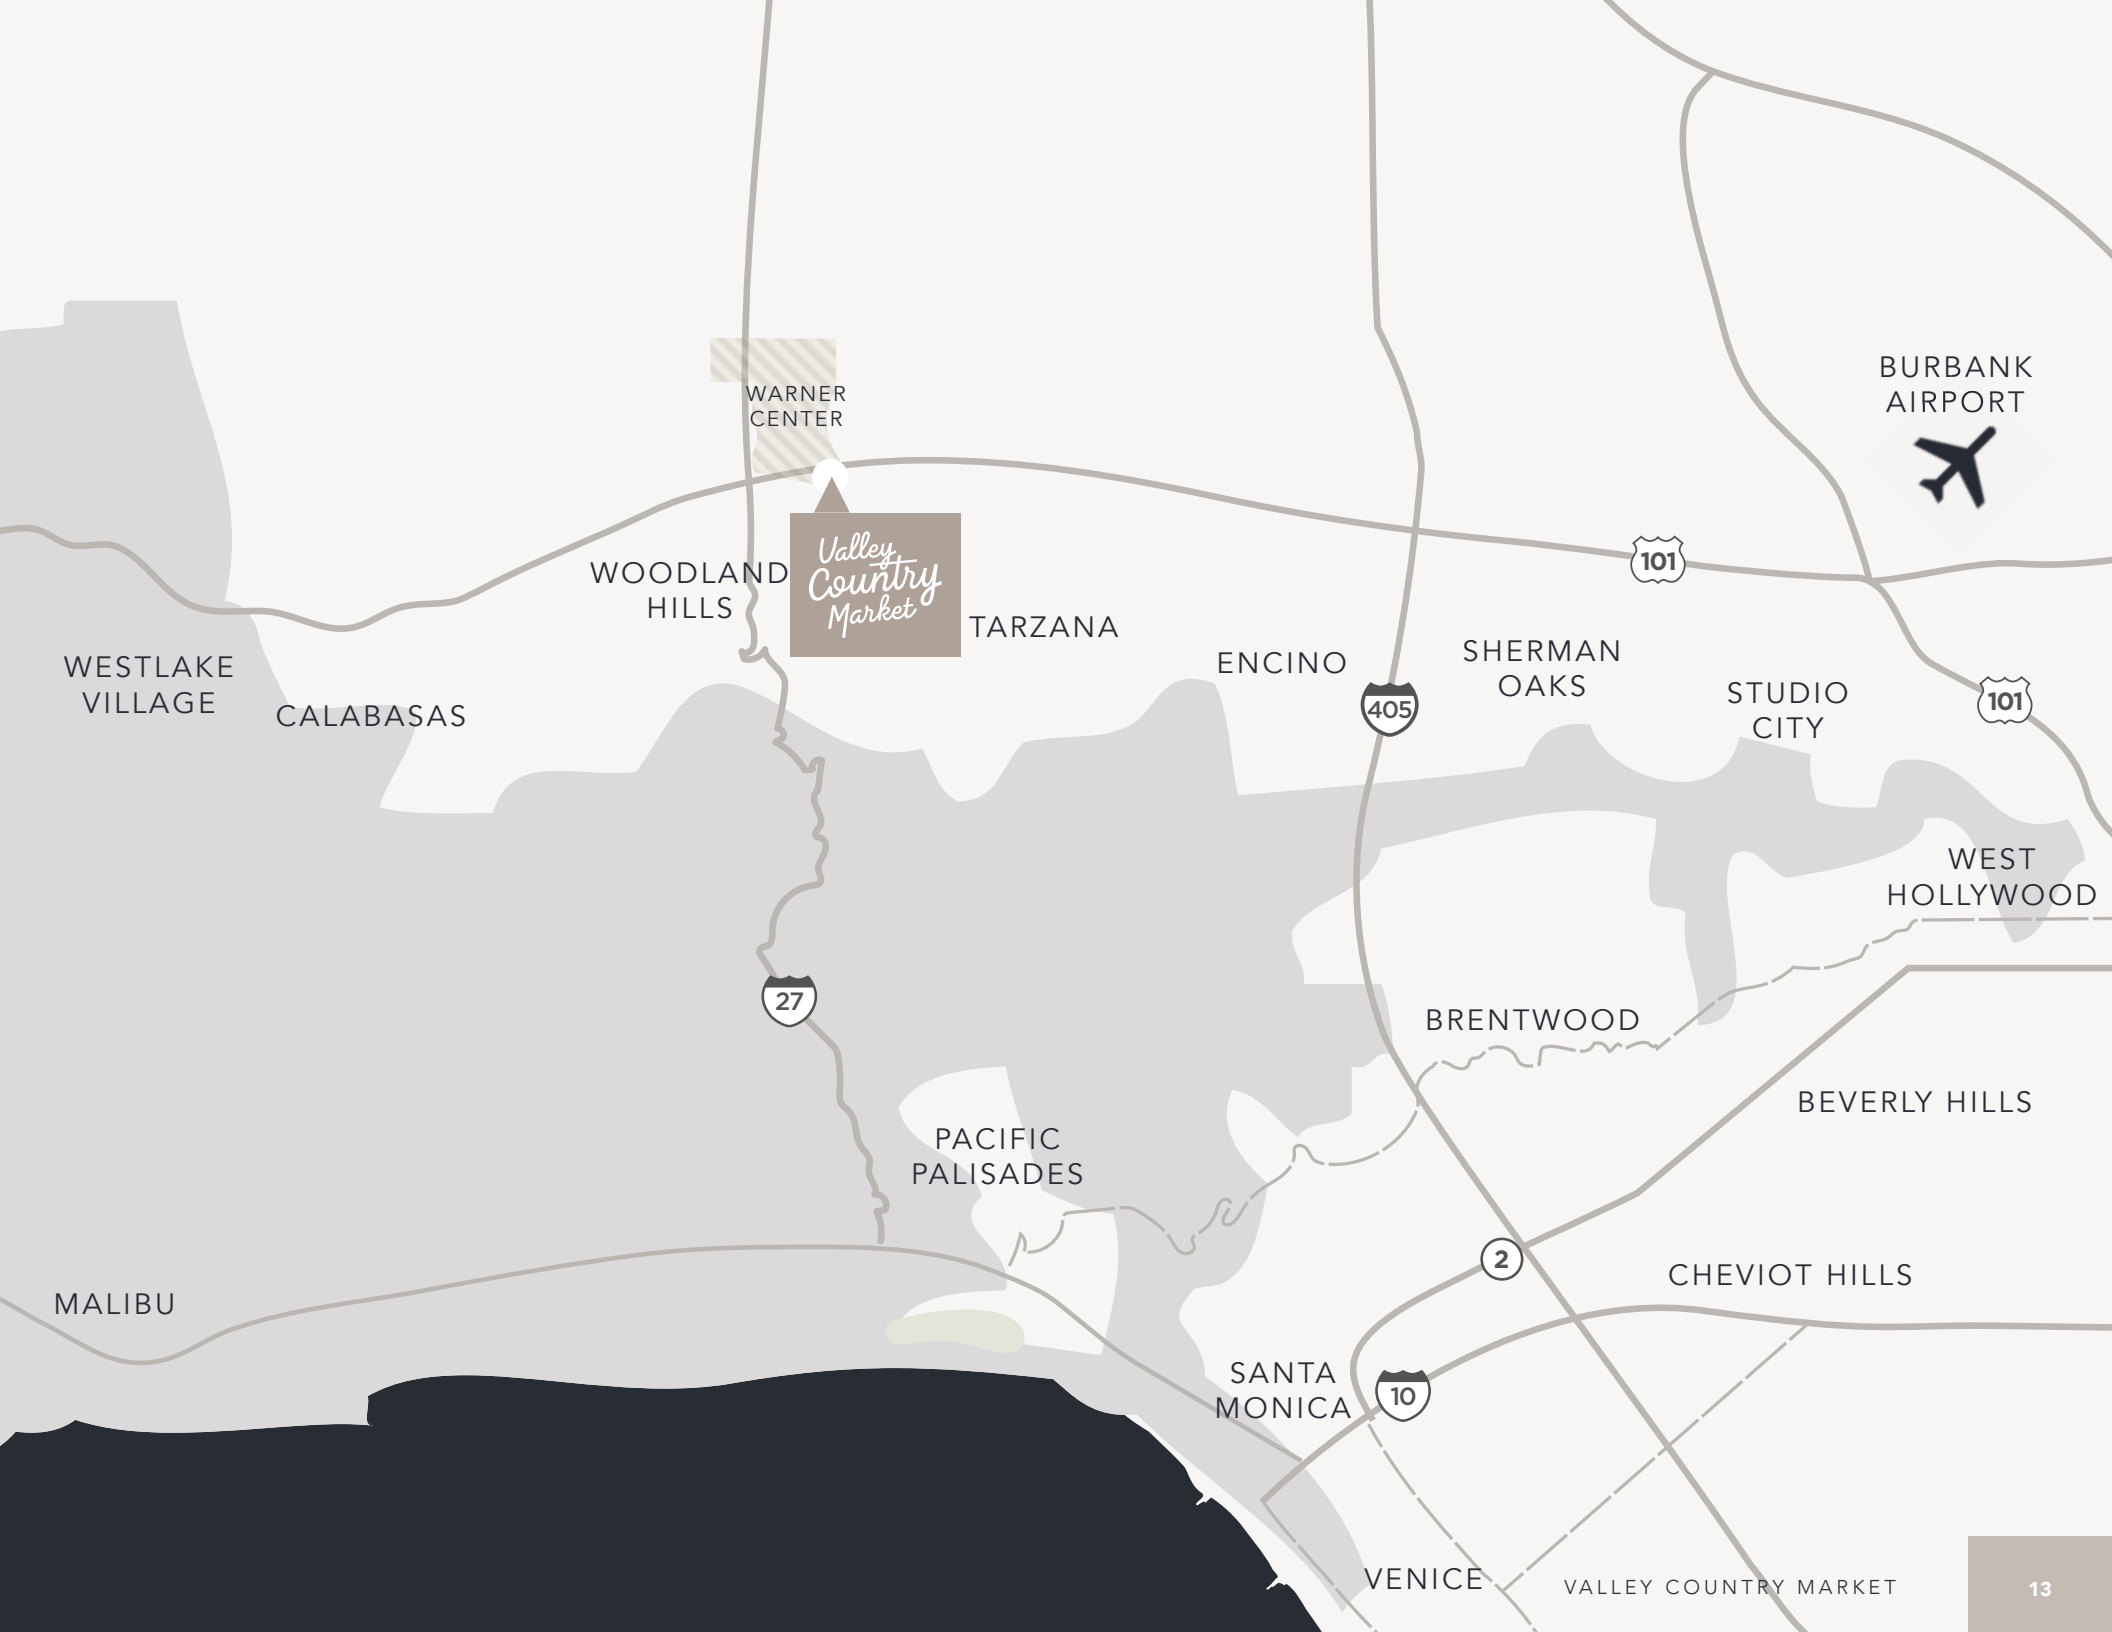 BURBANK
AIRPORT
WARNER
CENTER
101
Valley
Country
Market
WOODLAND
HILLS
TARZANA
ENCINO
SHERMAN
OAKS
WESTLAKE
VILLAGE
CALABASAS
405
STUDIO
CITY
101
WEST
HOLLYWOOD
27
BRENTWOOD
BEVERLY HILLS
PACIFIC
PALISADES
2
CHEVIOT HILLS
MALIBU
SANTA
MONICA
10
VENICE
VALLEY COUNTRY MARKET
13